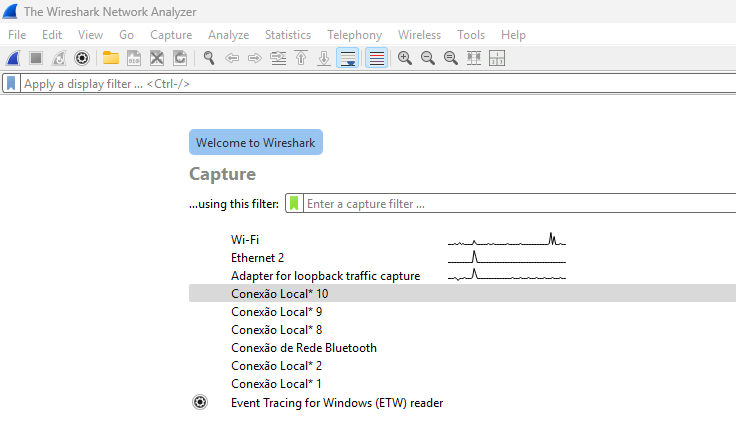 The Wireshark Network Analyzer
File Edit View Go Capture Analyze Statistics Telephony Wireless Tools Help
Apply a display filter ... <Ctrl-/>
Welcome to Wireshark
Capture
...using this filter: Enter a capture filter ...
Wi-Fi
Ethernet 2
Adapter for loopback traffic capture
Conexão Local* 10
Conexão Local* 9
Conexão Local* 8
Conexão de Rede Bluetooth
Conexão Local* 2
Conexão Local* 1
Event Tracing for Windows (ETW) reader